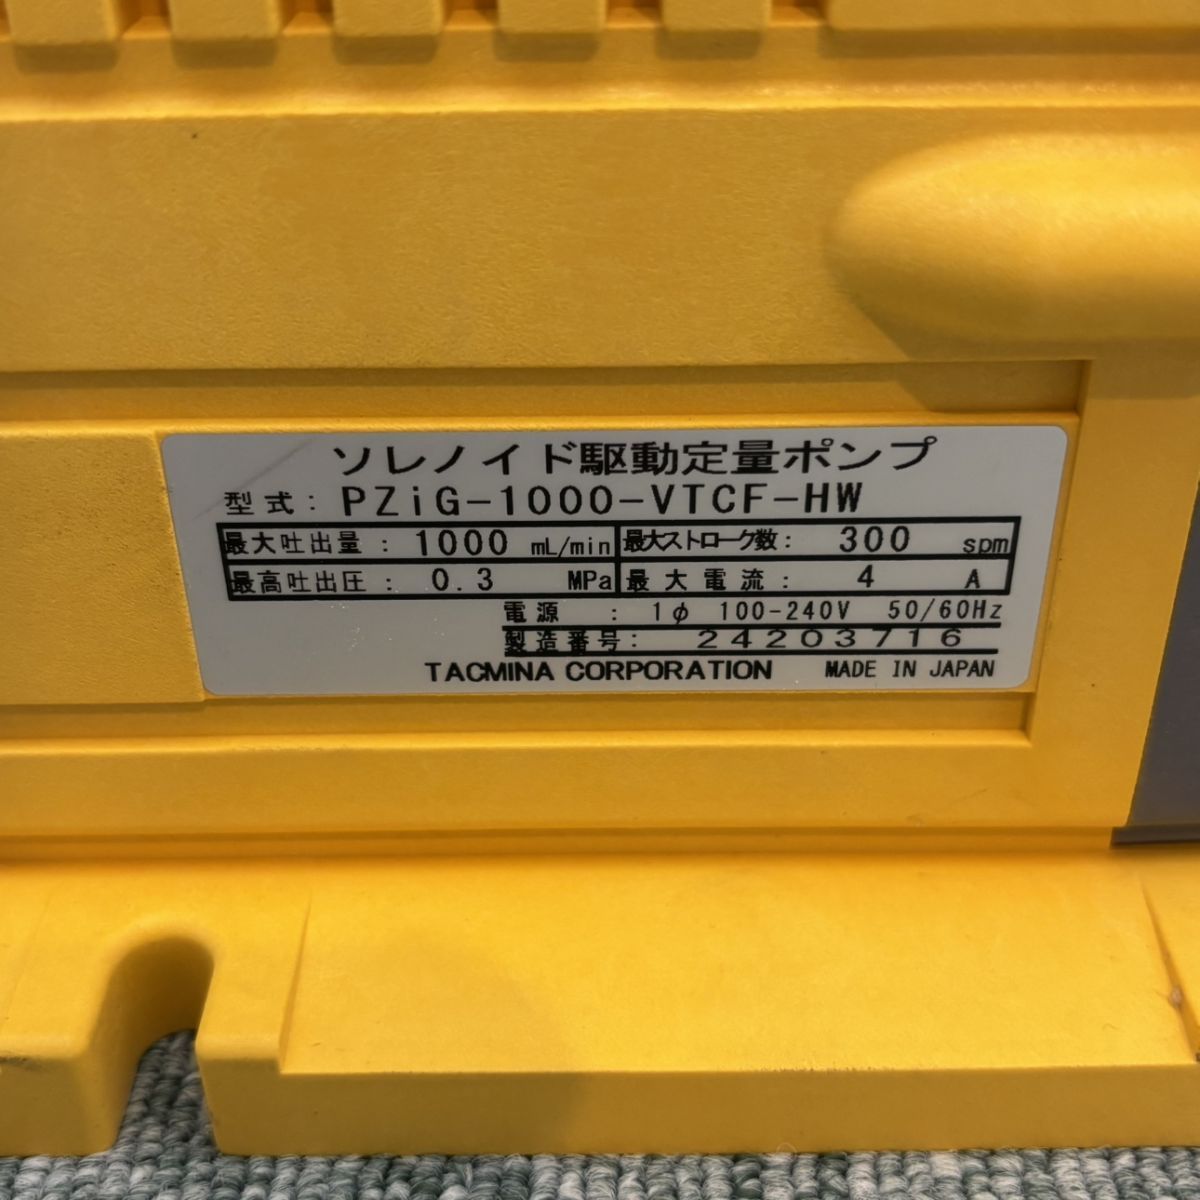 ソレノイド駆動定量ポンプ
型式: PZiG-1000-VTCF-HW
最大吐出量: 1000 mL/min 最大ストローク数: 300 spm
最高吐出圧: 0.3 MPa 最大電流: 4 A
電源: 1φ 100-240V 50/60Hz
製造番号: 24203716
TACMINA CORPORATION MADE IN JAPAN